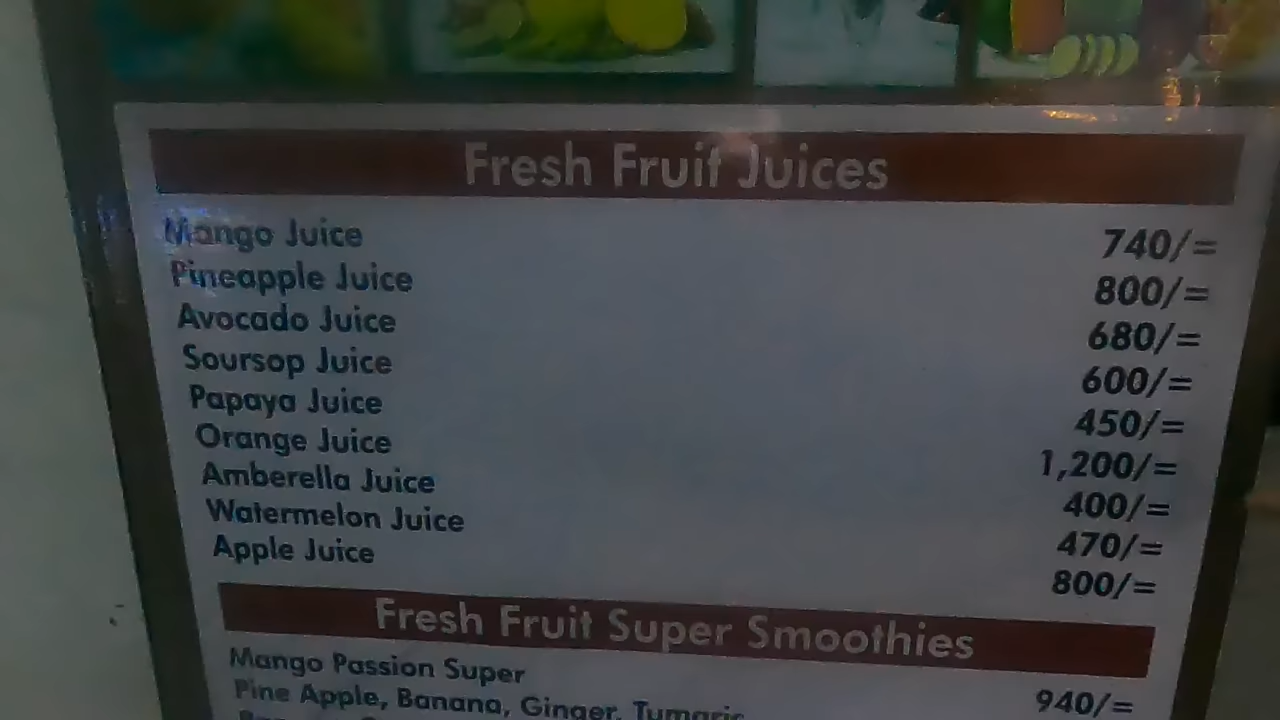 Fresh Fruit Juices
Mango Juice 740/=
Pineapple Juice 800/=
Avocado Juice 680/=
Soursop Juice 600/=
Papaya Juice 450/=
Orange Juice 1,200/=
Amberella Juice 400/=
Watermelon Juice 470/=
Apple Juice 800/=
Fresh Fruit Super Smoothies
Mango Passion Super 940/=
Pine Apple, Banana, Ginger, Tumaric